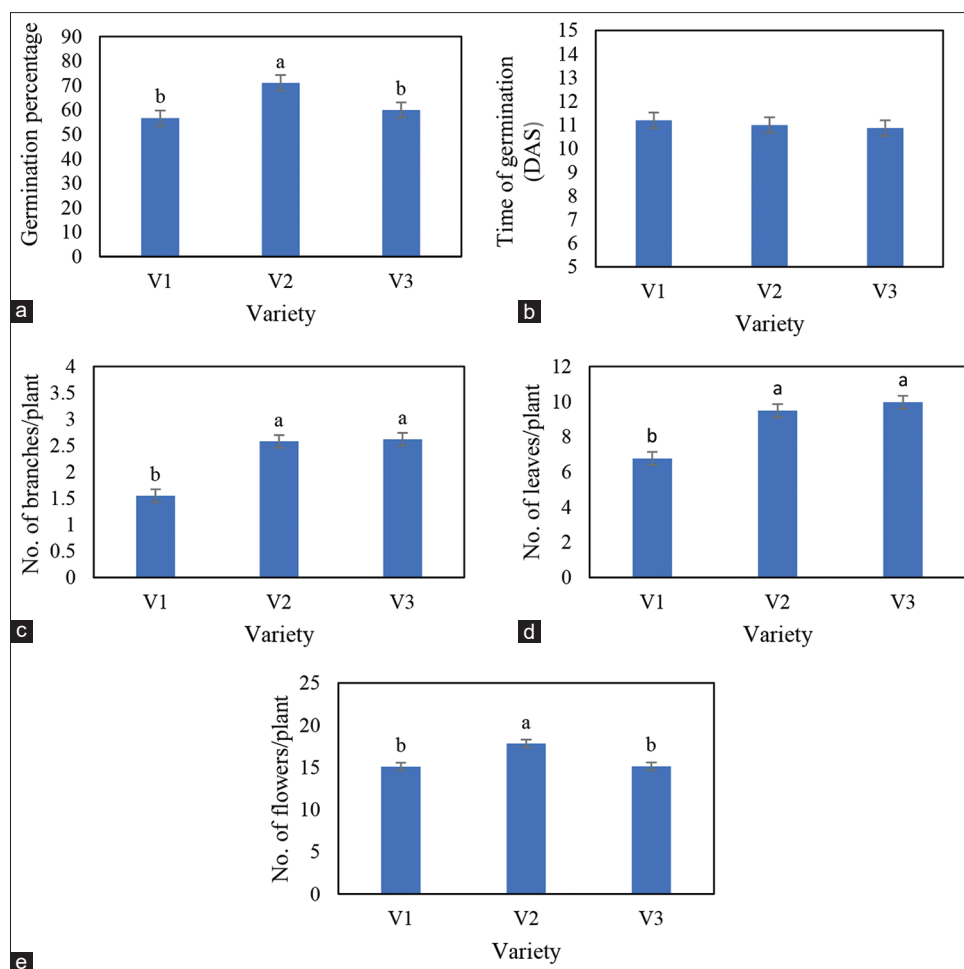 Germination percentage
90
80
70
60
50
40
30
20
10
0
b
a
b
V1
V2
V3
Variety
a
Time of germination
(DAS)
15
14
13
12
11
10
9
8
7
6
5
V1
V2
V3
Variety
b
No. of branches/plant
4
3.5
3
2.5
2
1.5
1
0.5
0
b
a
a
V1
V2
V3
Variety
c
No. of leaves/plant
12
10
8
6
4
2
0
b
a
a
V1
V2
V3
Variety
d
No. of flowers/plant
25
20
15
10
5
0
b
a
b
V1
V2
V3
Variety
e